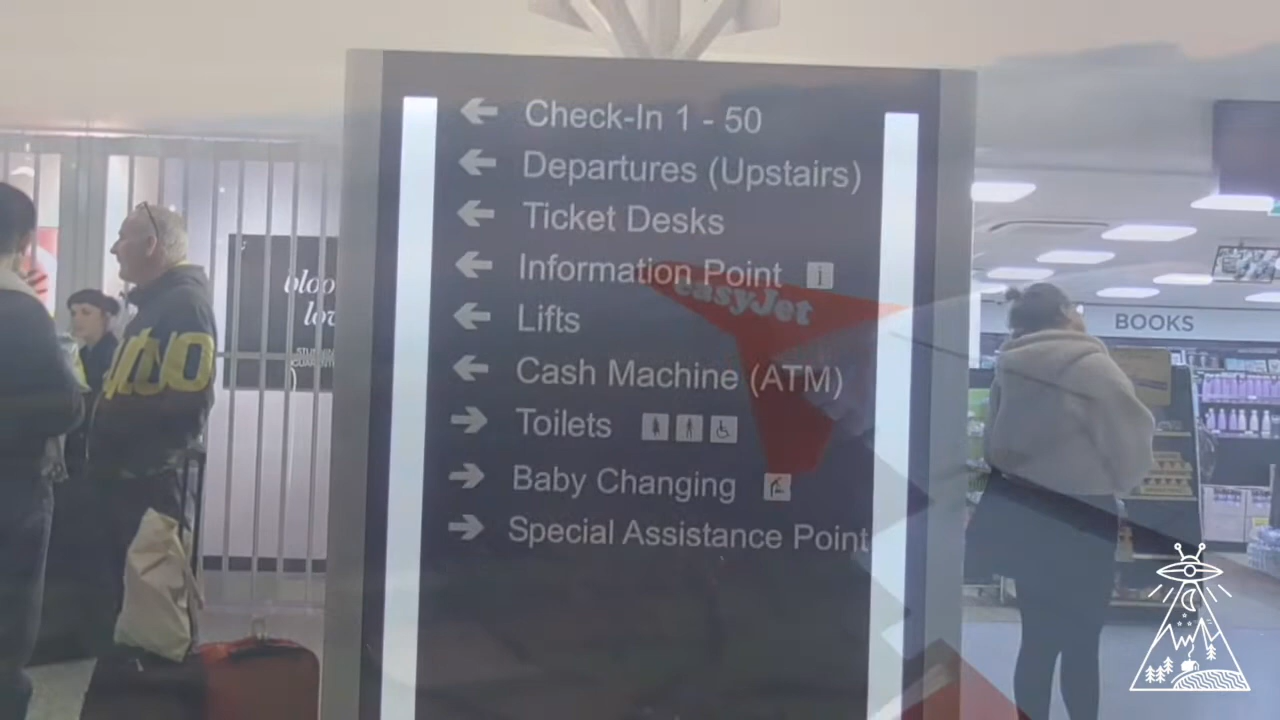 Check-In 1 - 50
Departures (Upstairs)
Ticket Desks
Information Point i
easyJet
Lifts
Cash Machine (ATM)
Toilets
Baby Changing
Special Assistance Point
BOOKS